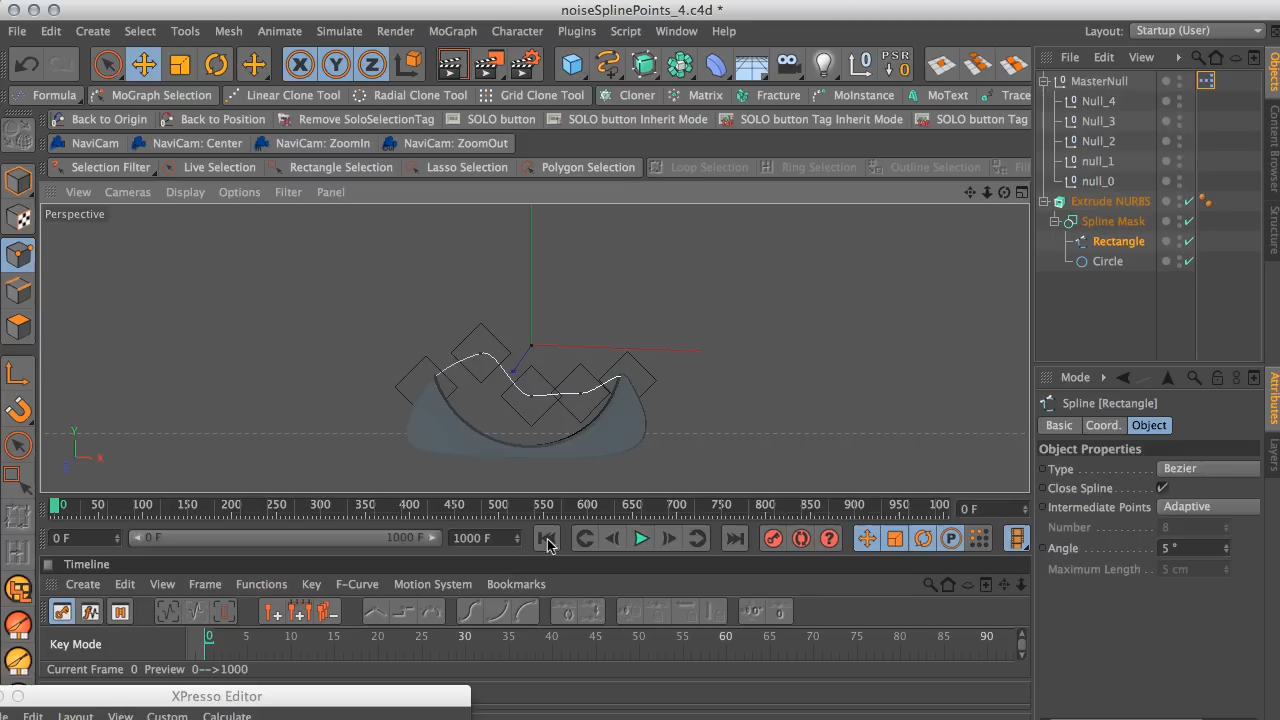 noiseSplinePoints_4.c4d *
File Edit Create Select Tools Mesh Animate Simulate Render MoGraph Character Plugins Script Window Help Layout: Startup (User)
X Y Z PSR 0 File Edit View
Formula MoGraph Selection Linear Clone Tool Radial Clone Tool Grid Clone Tool Cloner Matrix Fracture MoInstance MoText Trace
Back to Origin Back to Position Remove SoloSelectionTag SOLO button SOLO button Inherit Mode SOLO button Tag Inherit Mode SOLO button Tag
NaviCam NaviCam: Center NaviCam: ZoomIn NaviCam: ZoomOut
Selection Filter Live Selection Rectangle Selection Lasso Selection Polygon Selection Loop Selection Ring Selection Outline Selection Fill
View Cameras Display Options Filter Panel
Perspective
Y
X
Z
MasterNull
Null_4
Null_3
Null_2
null_1
null_0
Extrude NURBS
Spline Mask
Rectangle
Circle
Objects
Content Browser
Structure
Mode
Spline [Rectangle]
Basic Coord. Object
Object Properties
Type Bezier
Close Spline
Intermediate Points Adaptive
Number 8
Angle 5 °
Maximum Length 5 cm
Attributes
Layers
0 50 100 150 200 250 300 350 400 450 500 550 600 650 700 750 800 850 900 950 100 0 F
0 F 0 F 1000 F 1000 F P
Timeline
Create Edit View Frame Functions Key F-Curve Motion System Bookmarks
Key Mode 0 5 10 15 20 25 30 35 40 45 50 55 60 65 70 75 80 85 90
Current Frame 0 Preview 0-->1000
XPresso Editor
Edit Layout View Custom Calculate